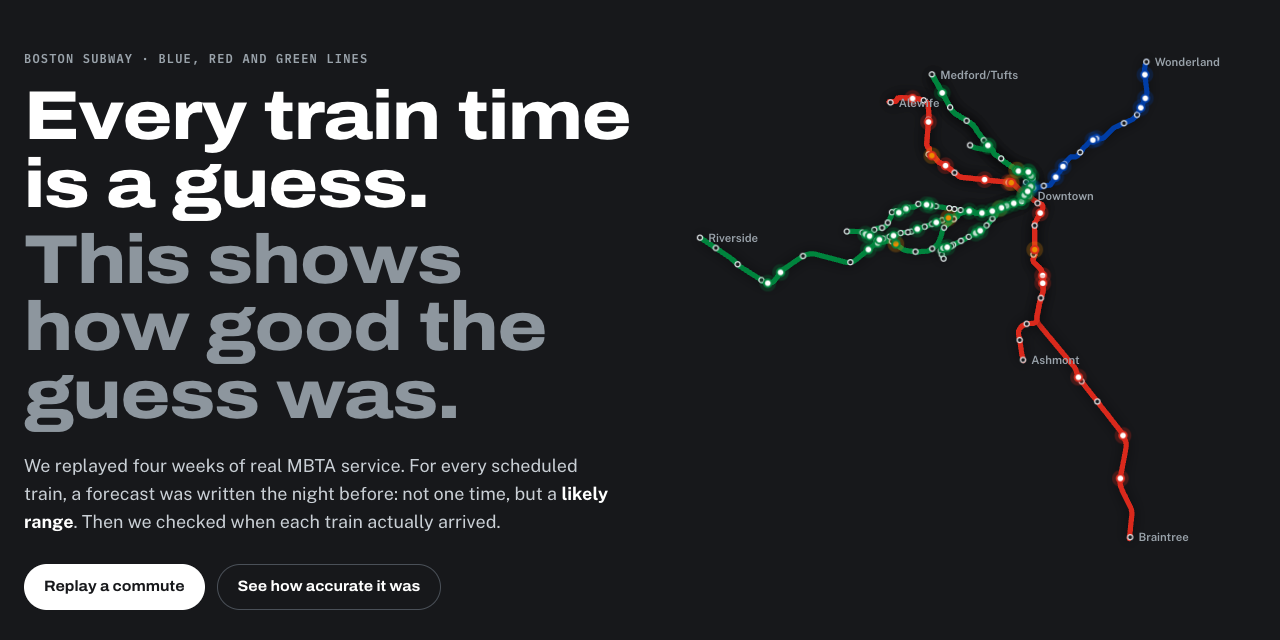 BOSTON SUBWAY · BLUE, RED AND GREEN LINES
Every train time
is a guess.
This shows
how good the
guess was.
We replayed four weeks of real MBTA service. For every scheduled
train, a forecast was written the night before: not one time, but a likely
range. Then we checked when each train actually arrived.
Replay a commute
See how accurate it was
Wonderland
Medford/Tufts
Alewife
Downtown
Riverside
Ashmont
Braintree